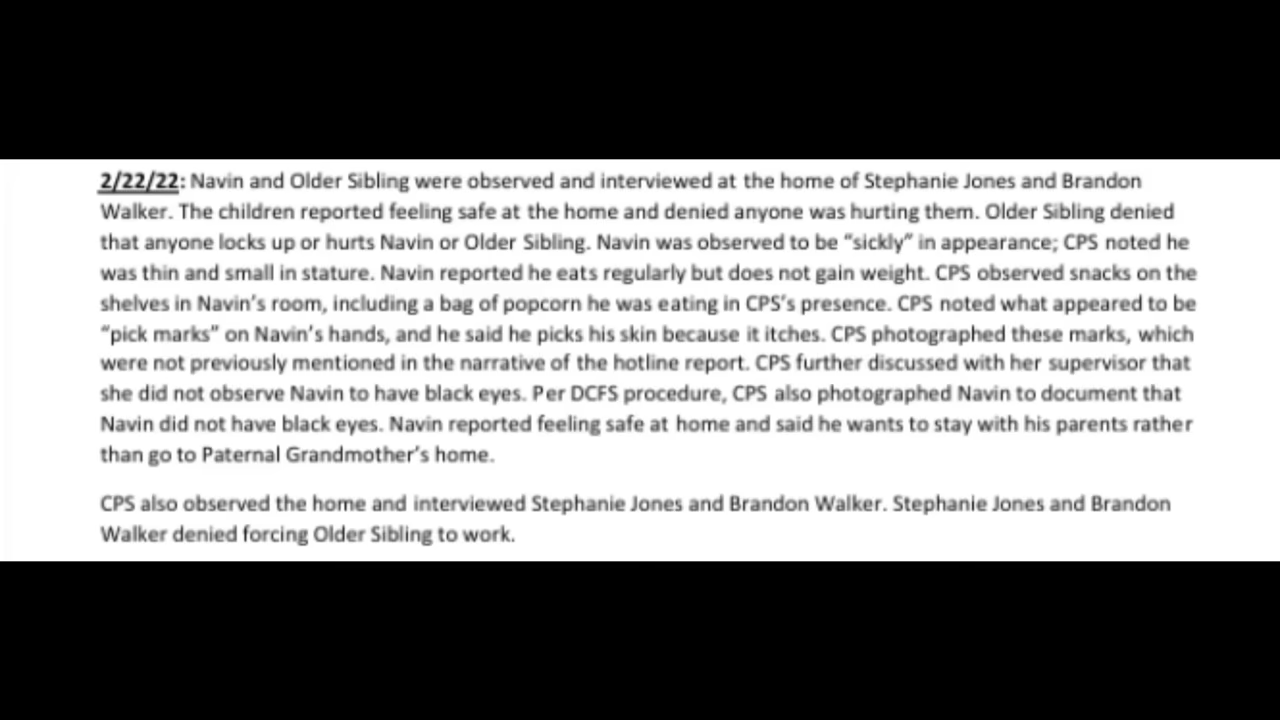 2/22/22: Navin and Older Sibling were observed and interviewed at the home of Stephanie Jones and Brandon
Walker. The children reported feeling safe at the home and denied anyone was hurting them. Older Sibling denied
that anyone locks up or hurts Navin or Older Sibling. Navin was observed to be “sickly” in appearance; CPS noted he
was thin and small in stature. Navin reported he eats regularly but does not gain weight. CPS observed snacks on the
shelves in Navin’s room, including a bag of popcorn he was eating in CPS’s presence. CPS noted what appeared to be
“pick marks” on Navin’s hands, and he said he picks his skin because it itches. CPS photographed these marks, which
were not previously mentioned in the narrative of the hotline report. CPS further discussed with her supervisor that
she did not observe Navin to have black eyes. Per DCFS procedure, CPS also photographed Navin to document that
Navin did not have black eyes. Navin reported feeling safe at home and said he wants to stay with his parents rather
than go to Paternal Grandmother’s home.
CPS also observed the home and interviewed Stephanie Jones and Brandon Walker. Stephanie Jones and Brandon
Walker denied forcing Older Sibling to work.